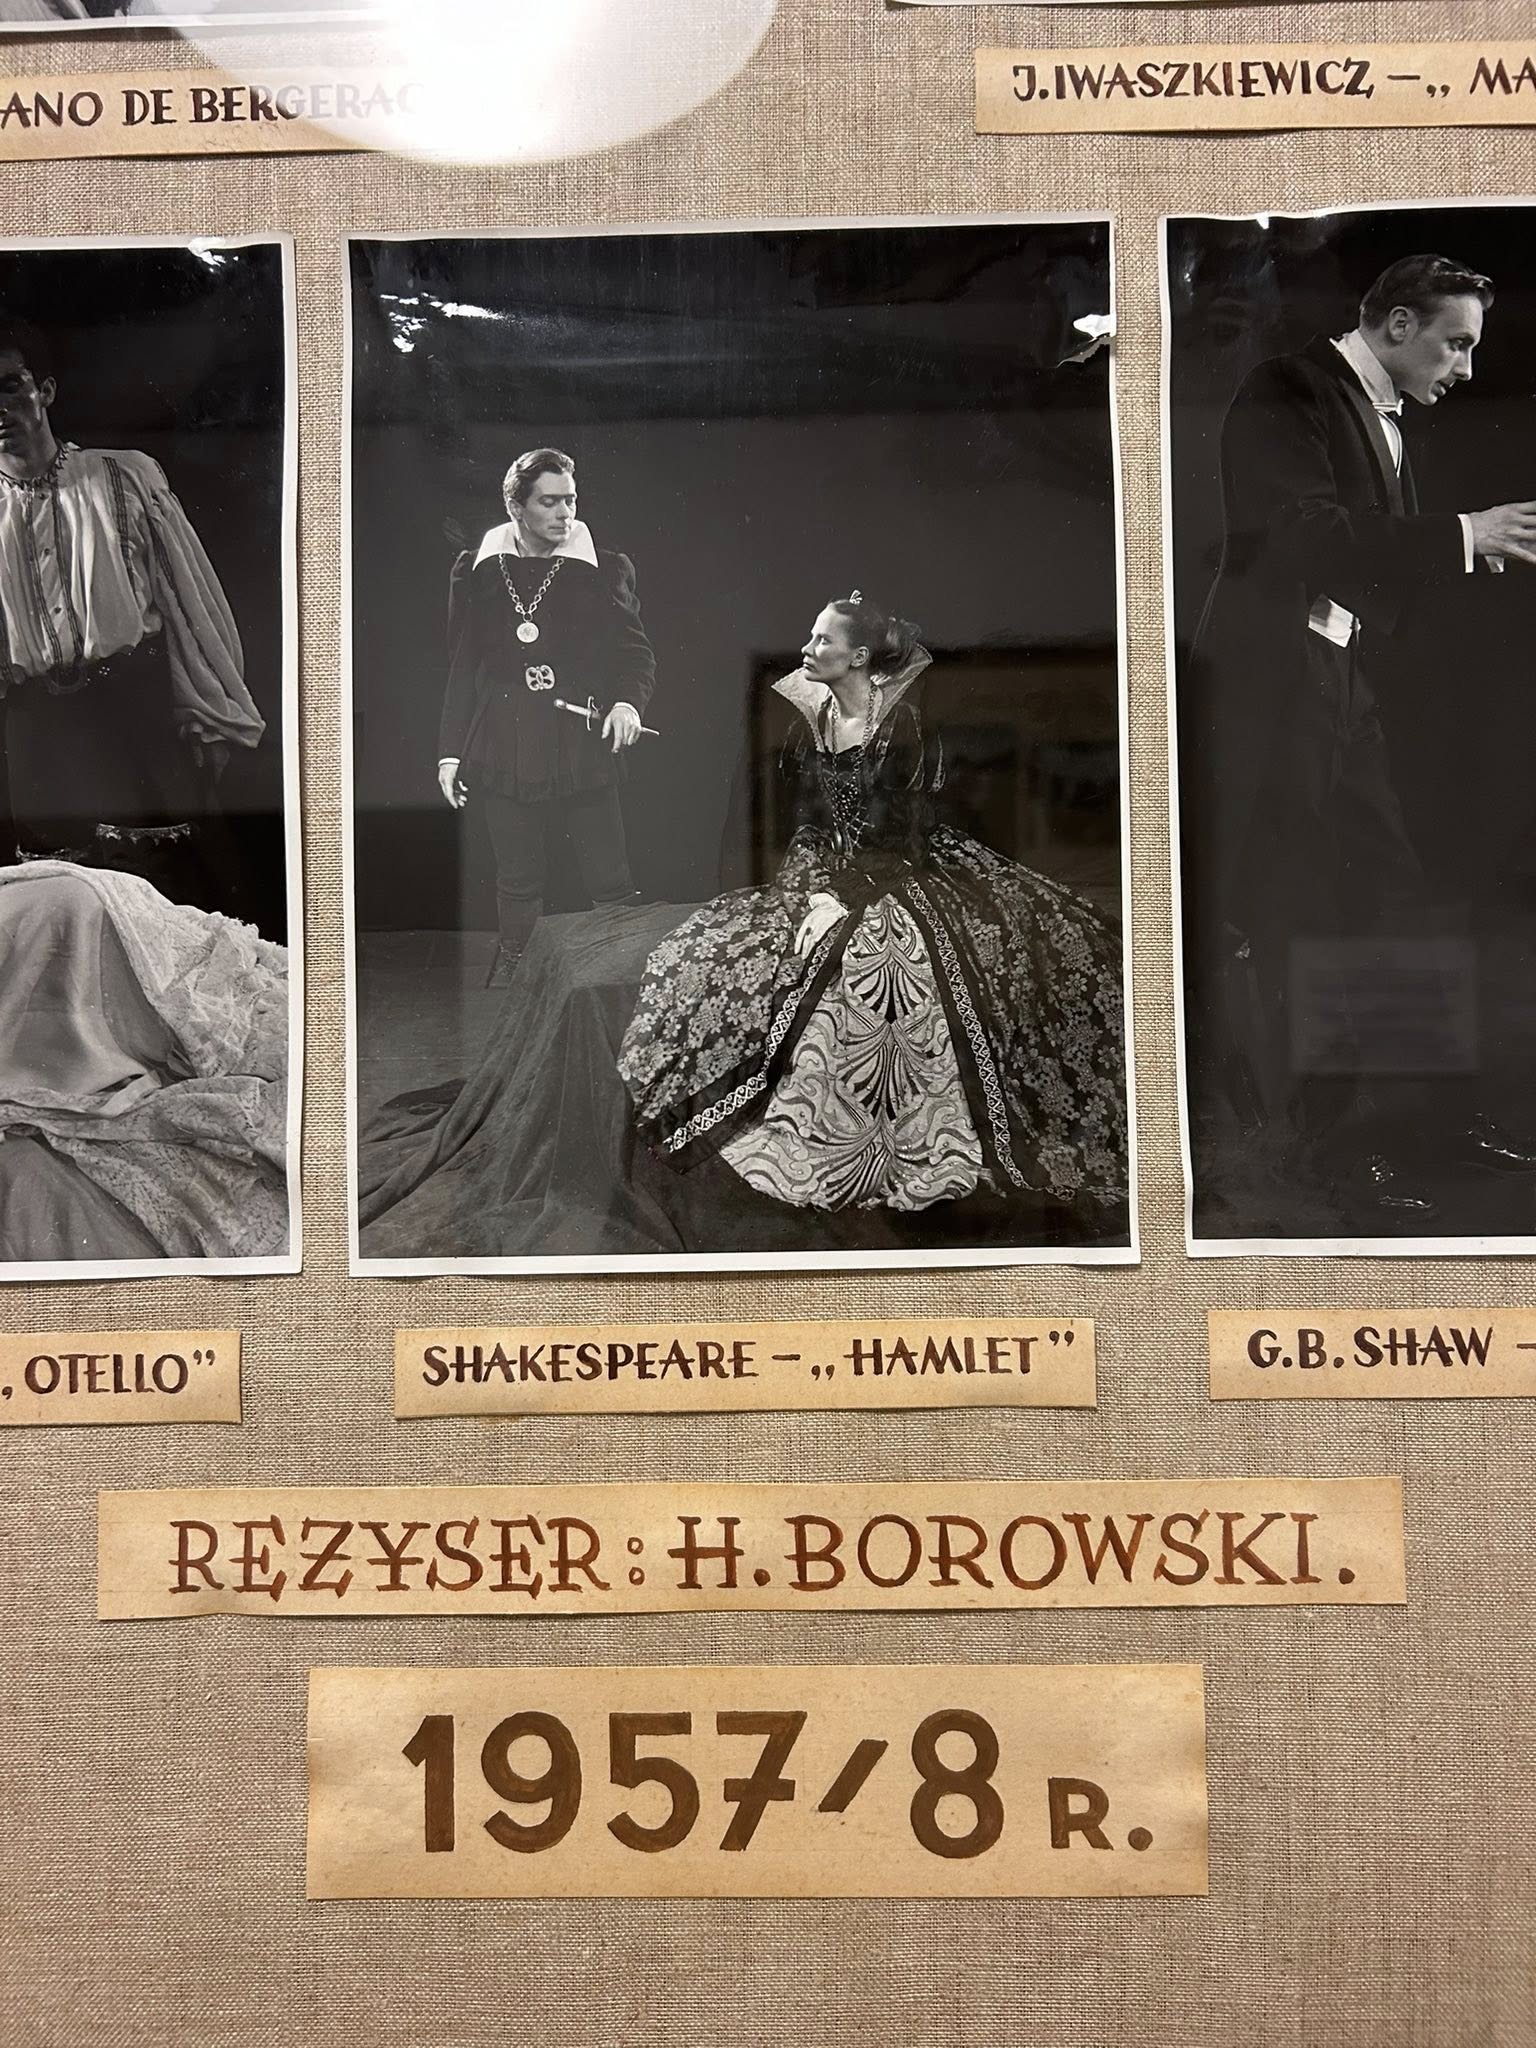 ANO DE BERGERAC
J. IWASZKIEWICZ – „ MA
, OTELLO”
SHAKESPEARE – „ HAMLET ”
G.B. SHAW –
REŻYSER: H. BOROWSKI.
1957/8 R.